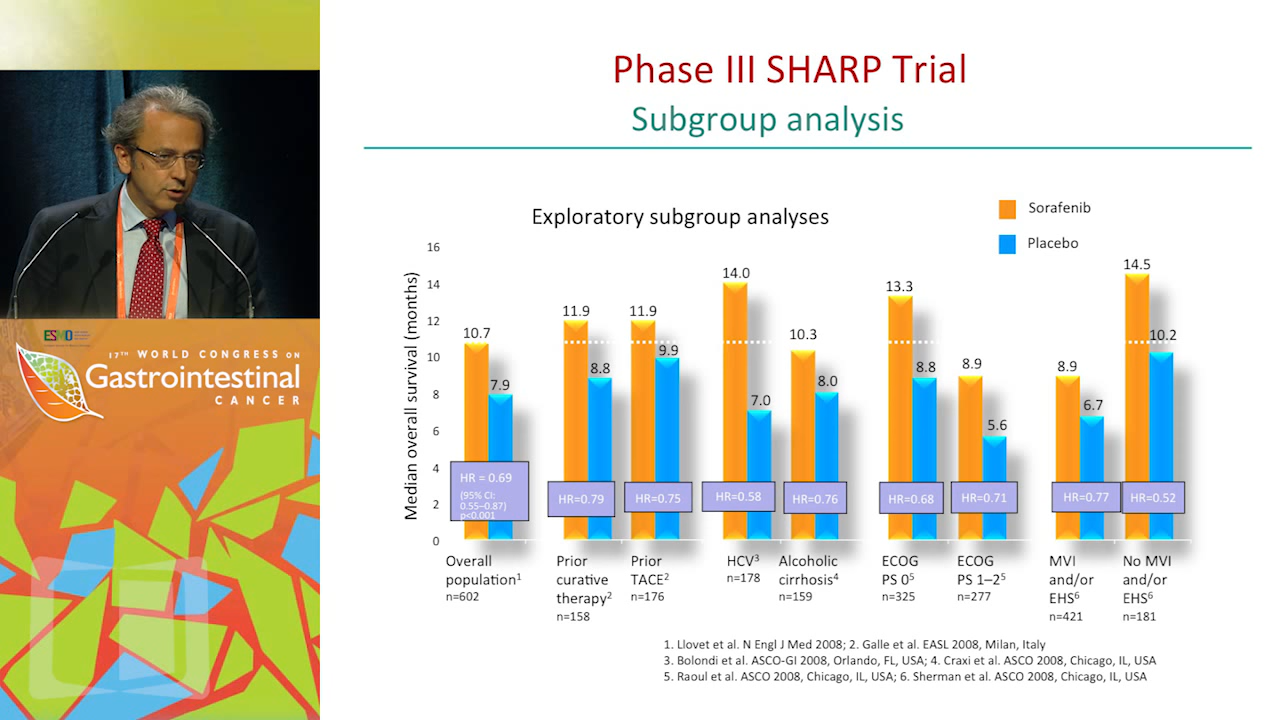 Phase III SHARP Trial
Subgroup analysis
Exploratory subgroup analyses
Sorafenib
Placebo
Median overall survival (months)
16
14
12
10
8
6
4
2
0
10.7
7.9
11.9
8.8
11.9
9.9
14.0
7.0
10.3
8.0
13.3
8.8
8.9
5.6
8.9
6.7
14.5
10.2
HR = 0.69
(95% CI:
0.55–0.87)
p<0.001
HR=0.79
HR=0.75
HR=0.58
HR=0.76
HR=0.68
HR=0.71
HR=0.77
HR=0.52
Overall
population1
n=602
Prior
curative
therapy2
n=158
Prior
TACE2
n=176
HCV3
n=178
Alcoholic
cirrhosis4
n=159
ECOG
PS 05
n=325
ECOG
PS 1–25
n=277
MVI
and/or
EHS6
n=421
No MVI
and/or
EHS6
n=181
1. Llovet et al. N Engl J Med 2008; 2. Galle et al. EASL 2008, Milan, Italy
3. Bolondi et al. ASCO-GI 2008, Orlando, FL, USA; 4. Craxi et al. ASCO 2008, Chicago, IL, USA
5. Raoul et al. ASCO 2008, Chicago, IL, USA; 6. Sherman et al. ASCO 2008, Chicago, IL, USA
ESMO
17TH WORLD CONGRESS ON
Gastrointestinal
CANCER